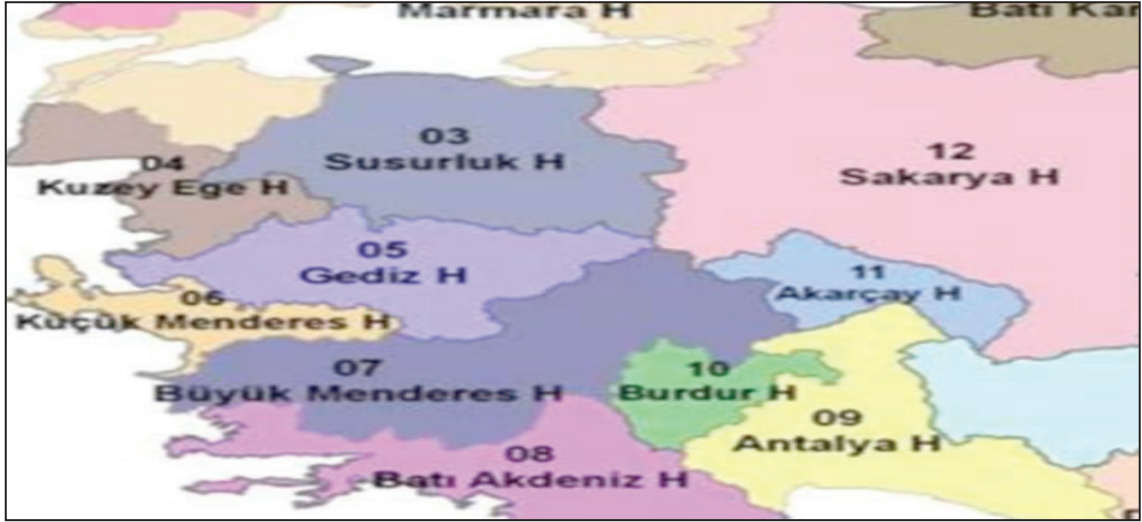 Marmara H
Batı Kar
03
Susurluk H
04
Kuzey Ege H
12
Sakarya H
05
Gediz H
11
Akarçay H
06
Küçük Menderes H
07
Büyük Menderes H
10
Burdur H
09
Antalya H
08
Batı Akdeniz H